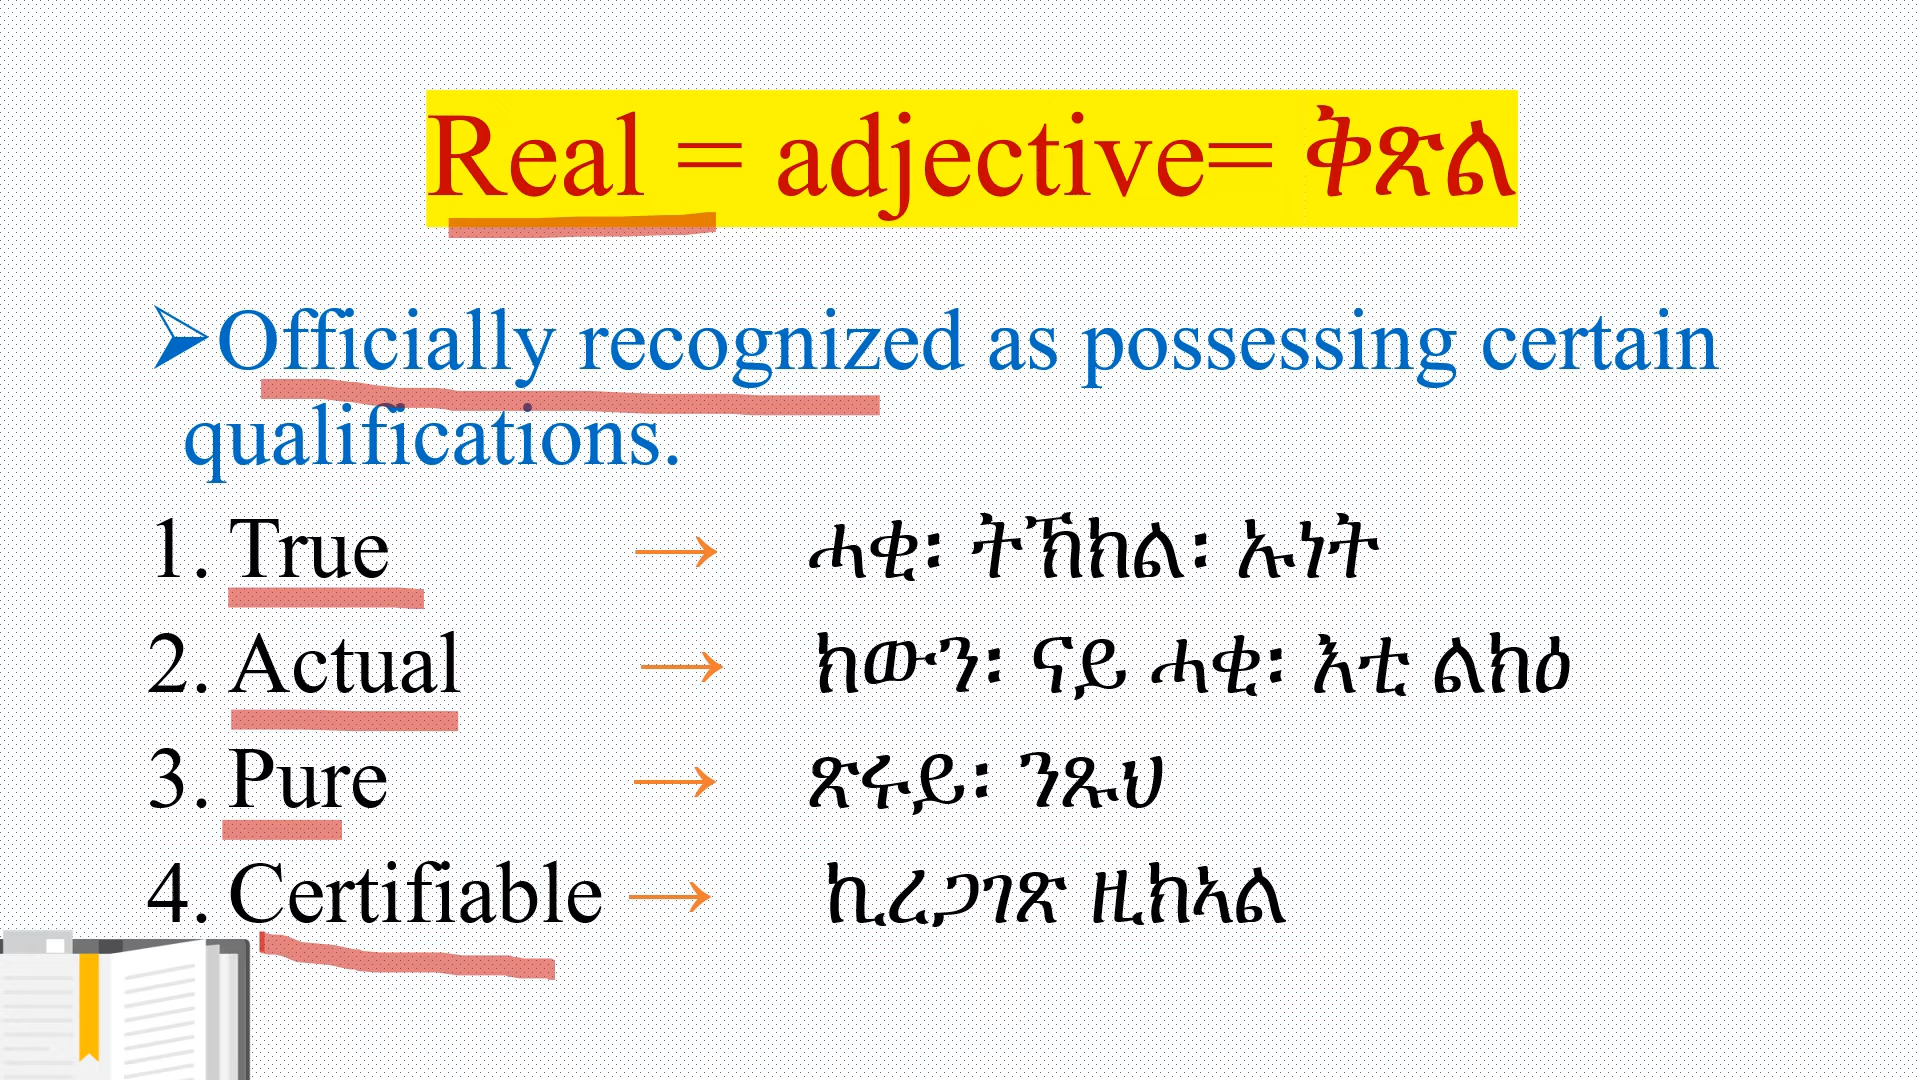 Real = adjective= ቅጽል
➢Officially recognized as possessing certain
qualifications.
1. True → ሓቂ፡ ትኽክል፡ ኡነት
2. Actual → ክውን፡ ናይ ሓቂ፡ እቲ ልክዕ
3. Pure → ጽሩይ፡ ንጹህ
4. Certifiable → ኪረጋገጽ ዚክኣል